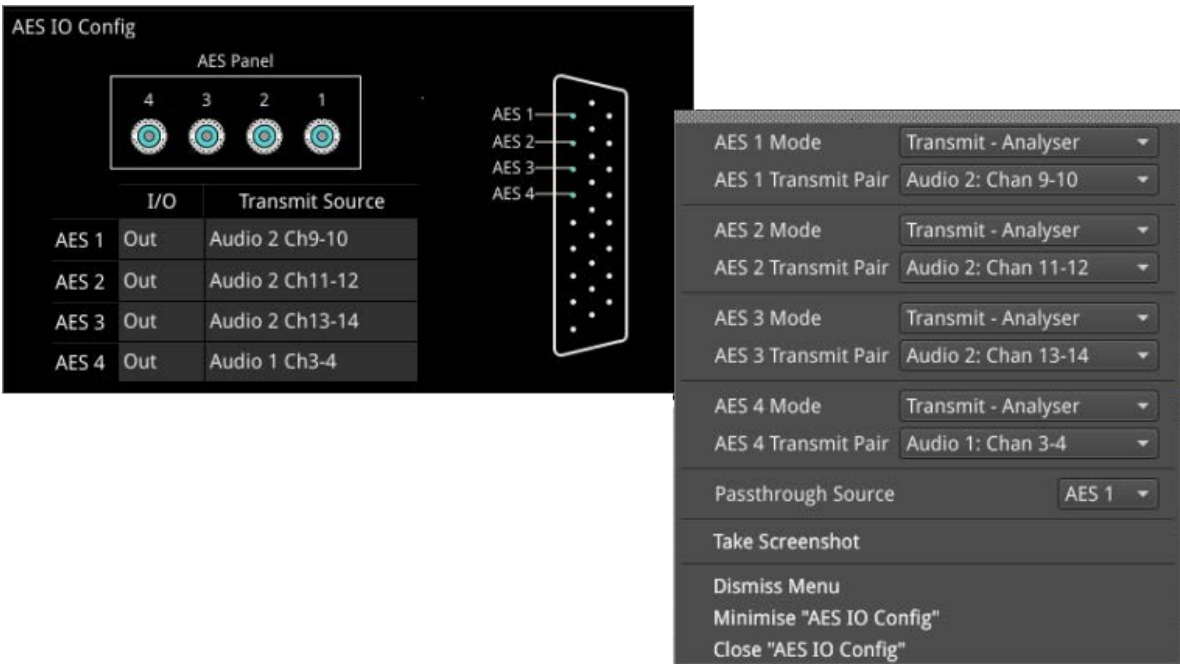 AES IO Config
AES Panel
4 3 2 1
AES 1
AES 2
AES 3
AES 4
I/O Transmit Source
AES 1 Out Audio 2 Ch9-10
AES 2 Out Audio 2 Ch11-12
AES 3 Out Audio 2 Ch13-14
AES 4 Out Audio 1 Ch3-4
AES 1 Mode Transmit - Analyser
AES 1 Transmit Pair Audio 2: Chan 9-10
AES 2 Mode Transmit - Analyser
AES 2 Transmit Pair Audio 2: Chan 11-12
AES 3 Mode Transmit - Analyser
AES 3 Transmit Pair Audio 2: Chan 13-14
AES 4 Mode Transmit - Analyser
AES 4 Transmit Pair Audio 1: Chan 3-4
Passthrough Source AES 1
Take Screenshot
Dismiss Menu
Minimise "AES IO Config"
Close "AES IO Config"